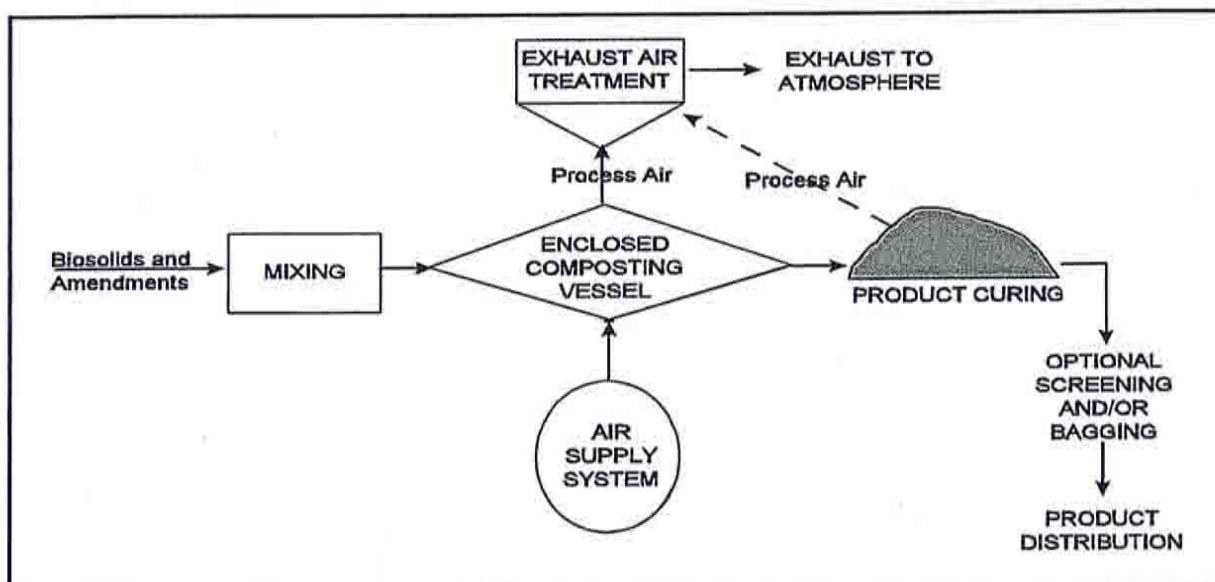 EXHAUST AIR
TREATMENT
EXHAUST TO
ATMOSPHERE
Process Air
Process Air
Biosolids and
Amendments
MIXING
ENCLOSED
COMPOSTING
VESSEL
PRODUCT CURING
AIR
SUPPLY
SYSTEM
OPTIONAL
SCREENING
AND/OR
BAGGING
PRODUCT
DISTRIBUTION